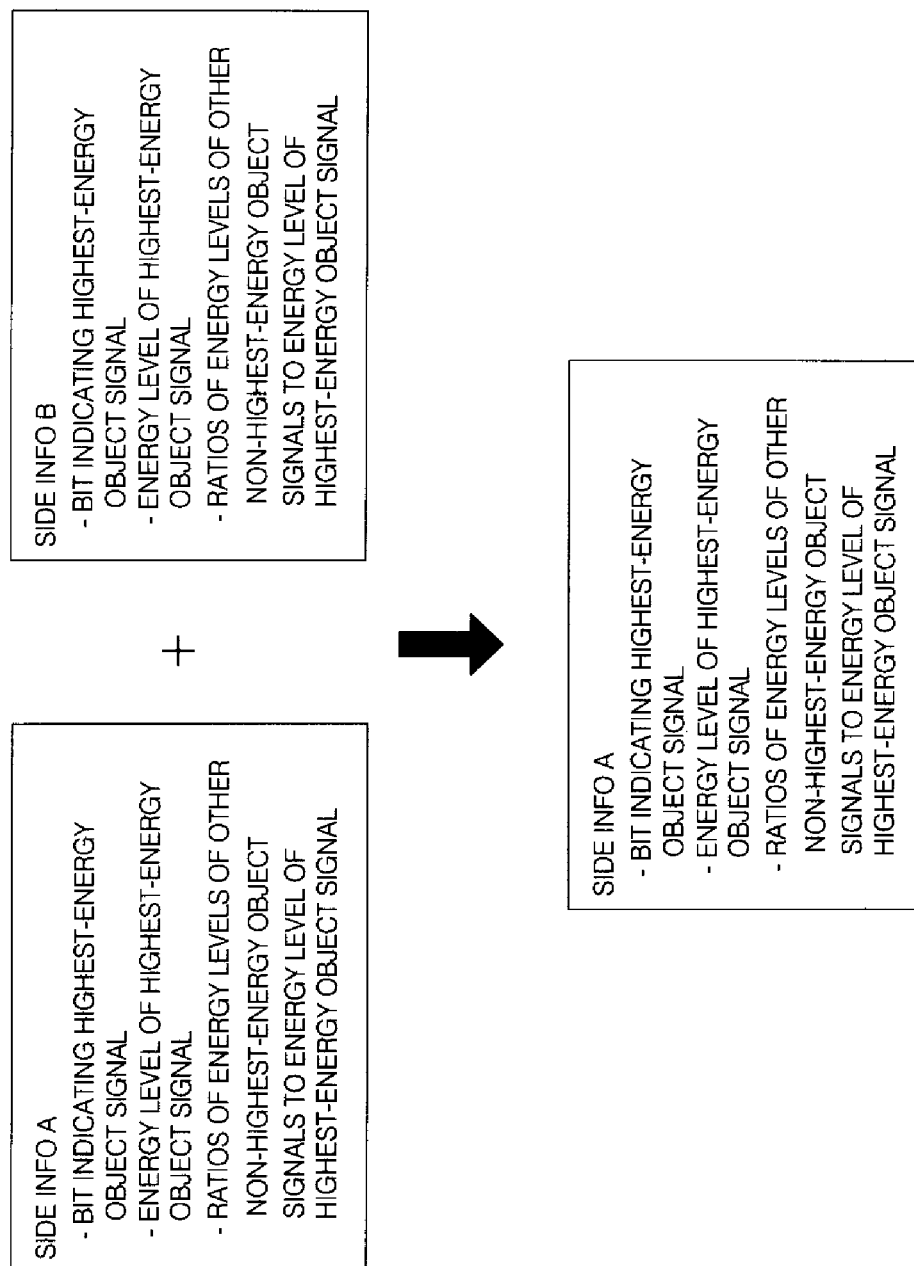 SIDE INFO A
- BIT INDICATING HIGHEST-ENERGY
OBJECT SIGNAL
- ENERGY LEVEL OF HIGHEST-ENERGY
OBJECT SIGNAL
- RATIOS OF ENERGY LEVELS OF OTHER
NON-HIGHEST-ENERGY OBJECT
SIGNALS TO ENERGY LEVEL OF
HIGHEST-ENERGY OBJECT SIGNAL
+
SIDE INFO B
- BIT INDICATING HIGHEST-ENERGY
OBJECT SIGNAL
- ENERGY LEVEL OF HIGHEST-ENERGY
OBJECT SIGNAL
- RATIOS OF ENERGY LEVELS OF OTHER
NON-HIGHEST-ENERGY OBJECT
SIGNALS TO ENERGY LEVEL OF
HIGHEST-ENERGY OBJECT SIGNAL
SIDE INFO A
- BIT INDICATING HIGHEST-ENERGY
OBJECT SIGNAL
- ENERGY LEVEL OF HIGHEST-ENERGY
OBJECT SIGNAL
- RATIOS OF ENERGY LEVELS OF OTHER
NON-HIGHEST-ENERGY OBJECT
SIGNALS TO ENERGY LEVEL OF
HIGHEST-ENERGY OBJECT SIGNAL